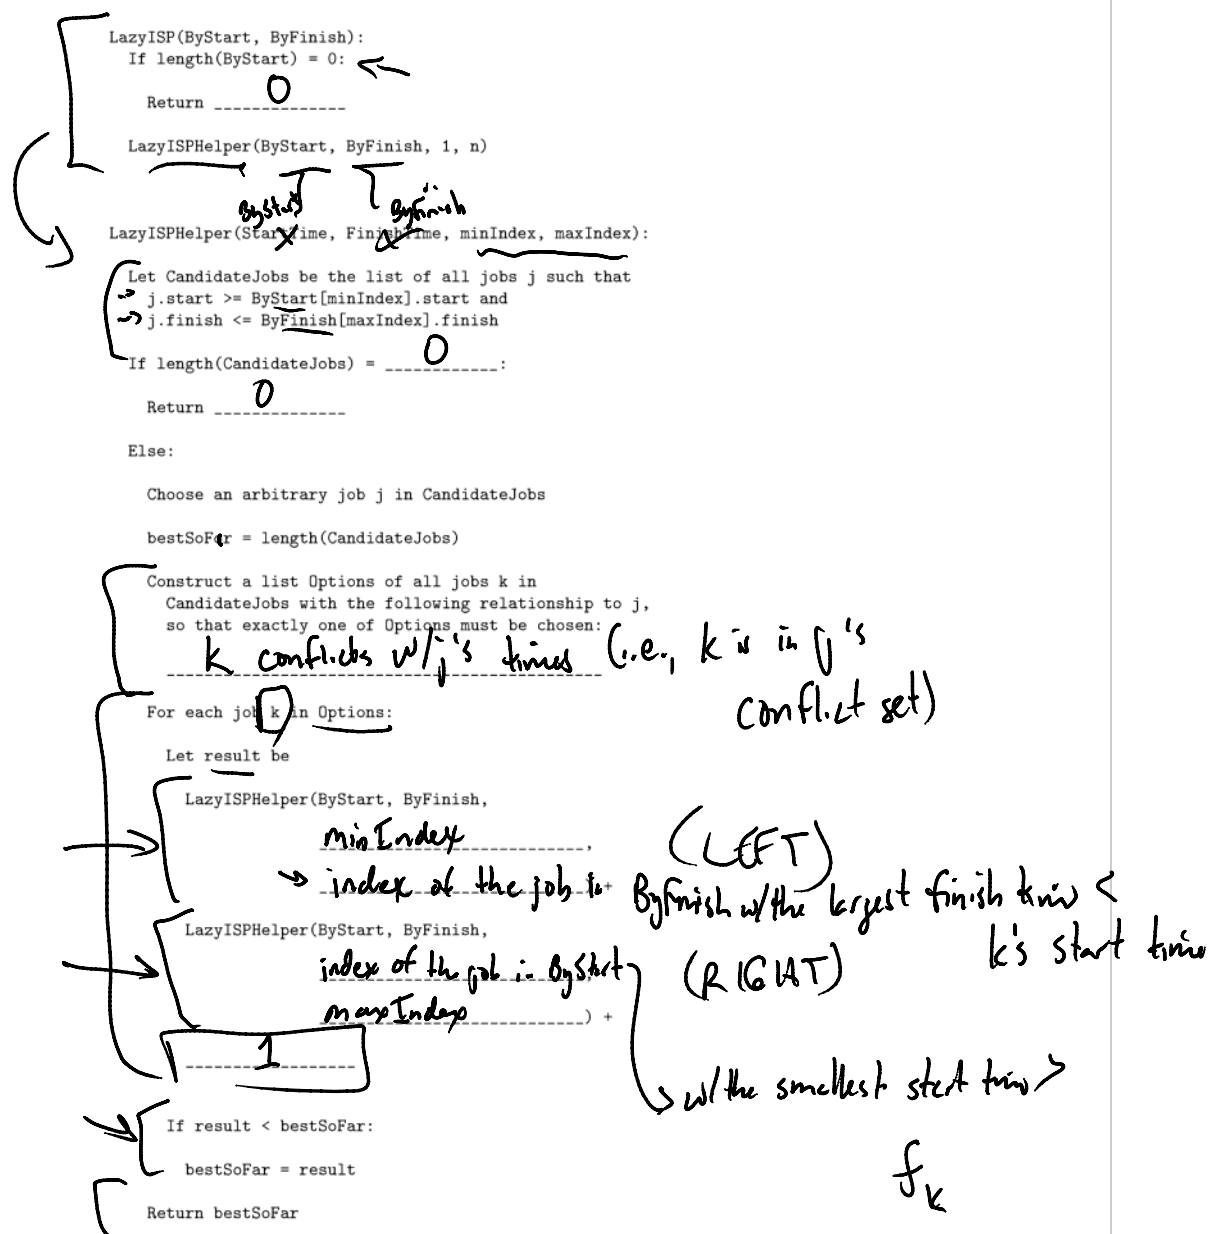 LazyISP(ByStart, ByFinish):
If length(ByStart) = 0:
0
Return ______________
LazyISPHelper(ByStart, ByFinish, 1, n)
ByStart ByFinish
LazyISPHelper(StartTime, FinishTime, minIndex, maxIndex):
Let CandidateJobs be the list of all jobs j such that
j.start >= ByStart[minIndex].start and
j.finish <= ByFinish[maxIndex].finish
If length(CandidateJobs) = ____________: 0
Return ______________ 0
Else:
Choose an arbitrary job j in CandidateJobs
bestSoFar = length(CandidateJobs)
Construct a list Options of all jobs k in
CandidateJobs with the following relationship to j,
so that exactly one of Options must be chosen:
k conflicts w/j's times (i.e., k is in j's
conflict set)
For each job k in Options:
Let result be
LazyISPHelper(ByStart, ByFinish,
minIndex ,
(LEFT)
index of the job in + ByFinish w/the largest finish time <
k's start time
LazyISPHelper(ByStart, ByFinish,
index of the job in ByStart
(RIGHT)
maxIndex ) +
1
w/the smallest start time >
If result < bestSoFar:
bestSoFar = result
fk
Return bestSoFar